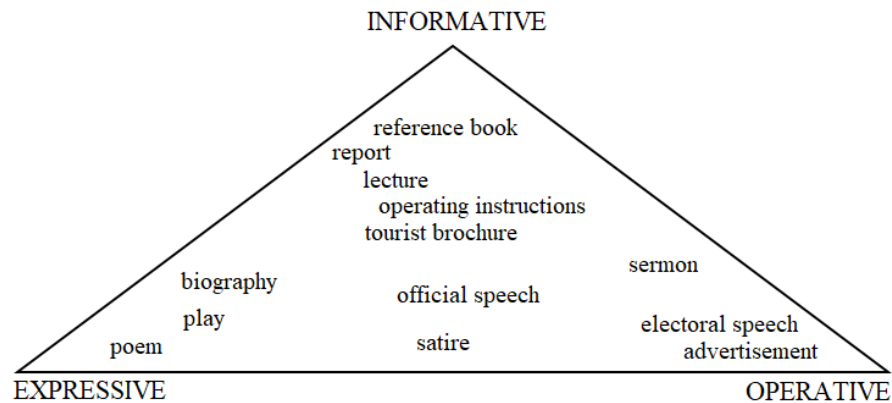 INFORMATIVE
reference book
report
lecture
operating instructions
tourist brochure
sermon
biography
official speech
play
electoral speech
poem
satire
advertisement
EXPRESSIVE
OPERATIVE